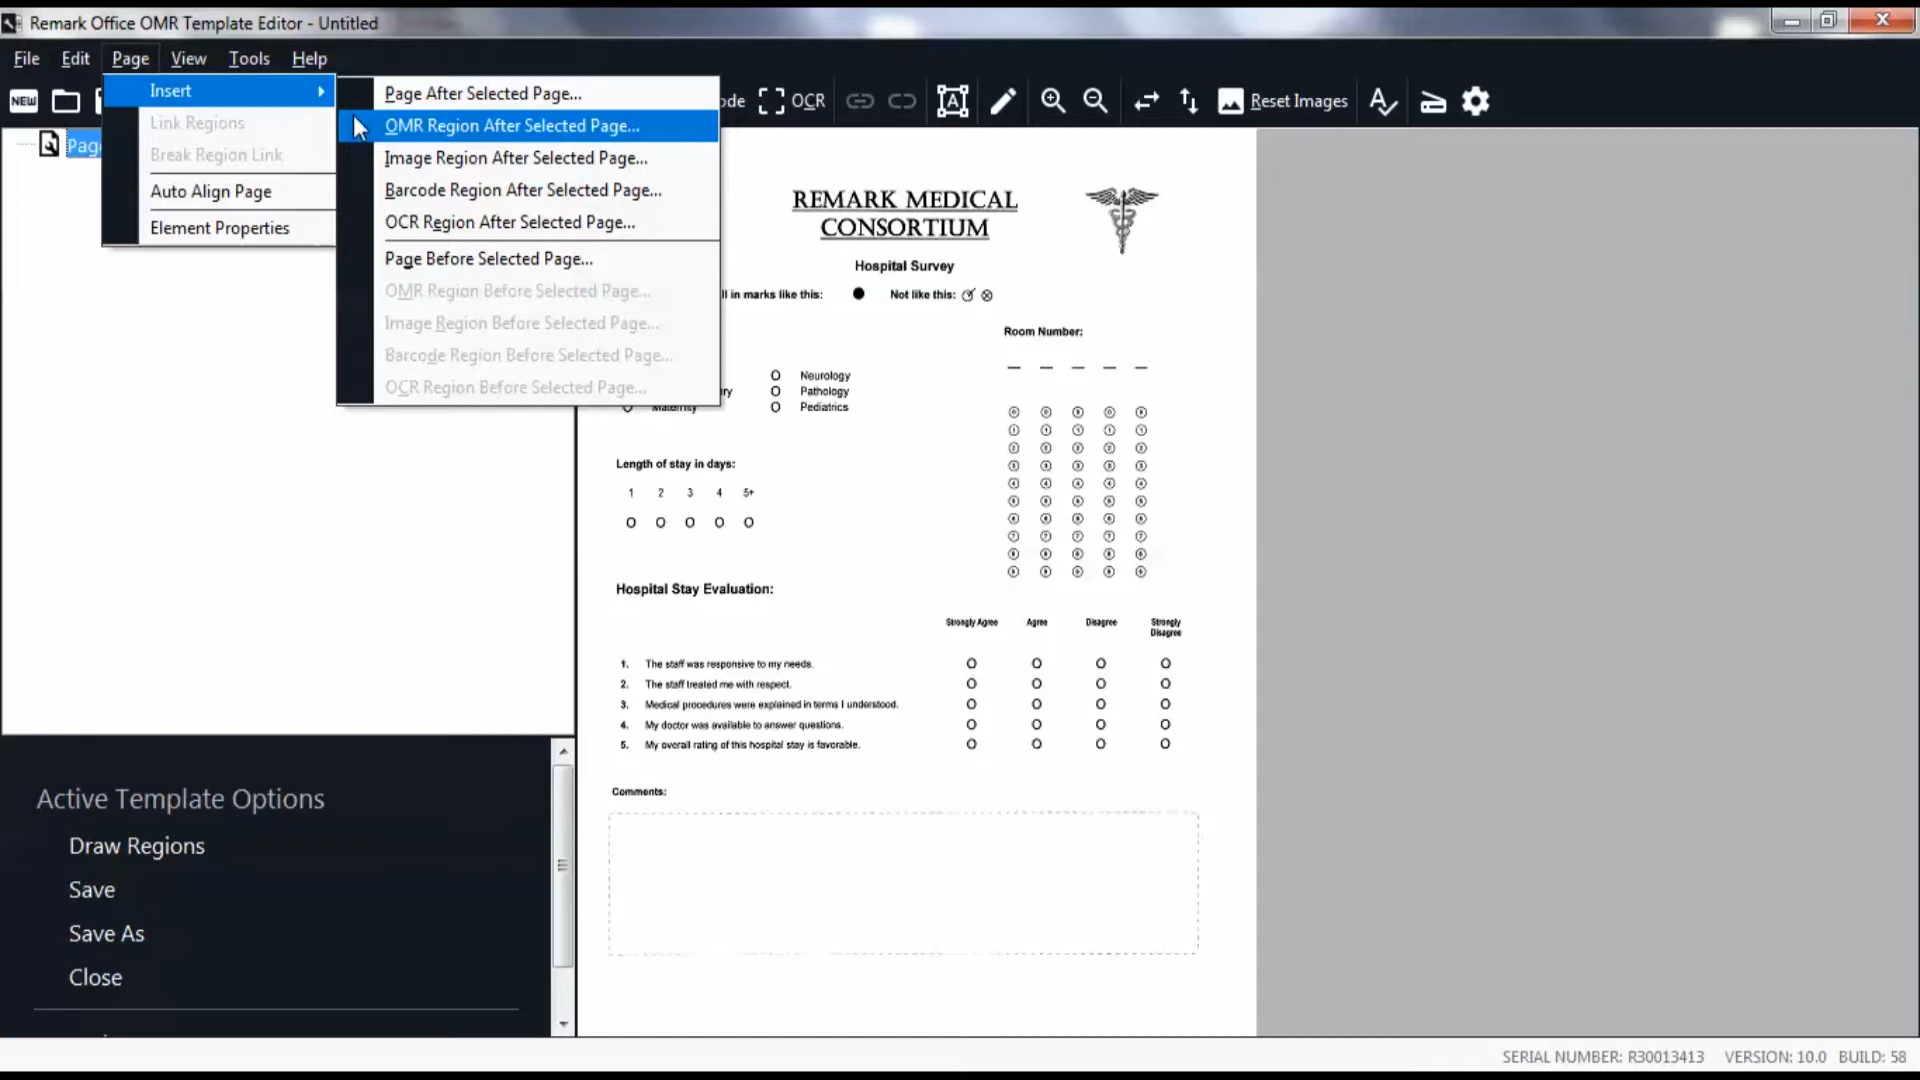 Remark Office OMR Template Editor - Untitled
File Edit Page View Tools Help
NEW
OCR
Reset Images
Insert
Link Regions
Break Region Link
Auto Align Page
Element Properties
Page After Selected Page...
OMR Region After Selected Page...
Image Region After Selected Page...
Barcode Region After Selected Page...
OCR Region After Selected Page...
Page Before Selected Page...
OMR Region Before Selected Page...
Image Region Before Selected Page...
Barcode Region Before Selected Page...
OCR Region Before Selected Page...
REMARK MEDICAL
CONSORTIUM
Hospital Survey
in marks like this: Not like this:
Room Number:
Neurology
Pathology
Maternity Pediatrics
Length of stay in days:
1 2 3 4 5+
Hospital Stay Evaluation:
Strongly Agree Agree Disagree Strongly
Disagree
1. The staff was responsive to my needs.
2. The staff treated me with respect.
3. Medical procedures were explained in terms I understood.
4. My doctor was available to answer questions.
5. My overall rating of this hospital stay is favorable.
Comments:
Active Template Options
Draw Regions
Save
Save As
Close
SERIAL NUMBER: R30013413 VERSION: 10.0 BUILD: 58